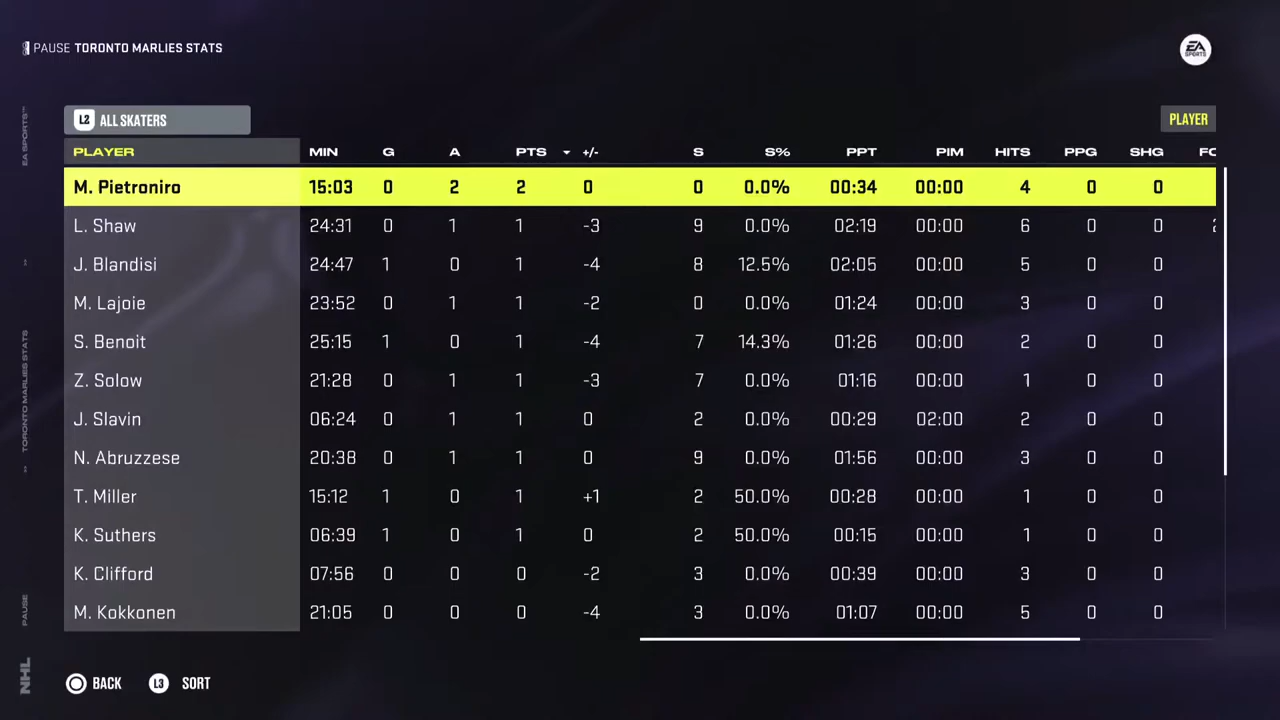 PAUSE TORONTO MARLIES STATS
EA SPORTS
L2 ALL SKATERS
PLAYER
PLAYER MIN G A PTS +/- S S% PPT PIM HITS PPG SHG
M. Pietroniro 15:03 0 2 2 0 0 0.0% 00:34 00:00 4 0 0
L. Shaw 24:31 0 1 1 -3 9 0.0% 02:19 00:00 6 0 0
J. Blandisi 24:47 1 0 1 -4 8 12.5% 02:05 00:00 5 0 0
M. Lajoie 23:52 0 1 1 -2 0 0.0% 01:24 00:00 3 0 0
S. Benoit 25:15 1 0 1 -4 7 14.3% 01:26 00:00 2 0 0
Z. Solow 21:28 0 1 1 -3 7 0.0% 01:16 00:00 1 0 0
J. Slavin 06:24 0 1 1 0 2 0.0% 00:29 02:00 2 0 0
N. Abruzzese 20:38 0 1 1 0 9 0.0% 01:56 00:00 3 0 0
T. Miller 15:12 1 0 1 +1 2 50.0% 00:28 00:00 1 0 0
K. Suthers 06:39 1 0 1 0 2 50.0% 00:15 00:00 1 0 0
K. Clifford 07:56 0 0 0 -2 3 0.0% 00:39 00:00 3 0 0
M. Kokkonen 21:05 0 0 0 -4 3 0.0% 01:07 00:00 5 0 0
BACK L3 SORT
EA SPORTS™
TORONTO MARLIES STATS
PAUSE
NHL